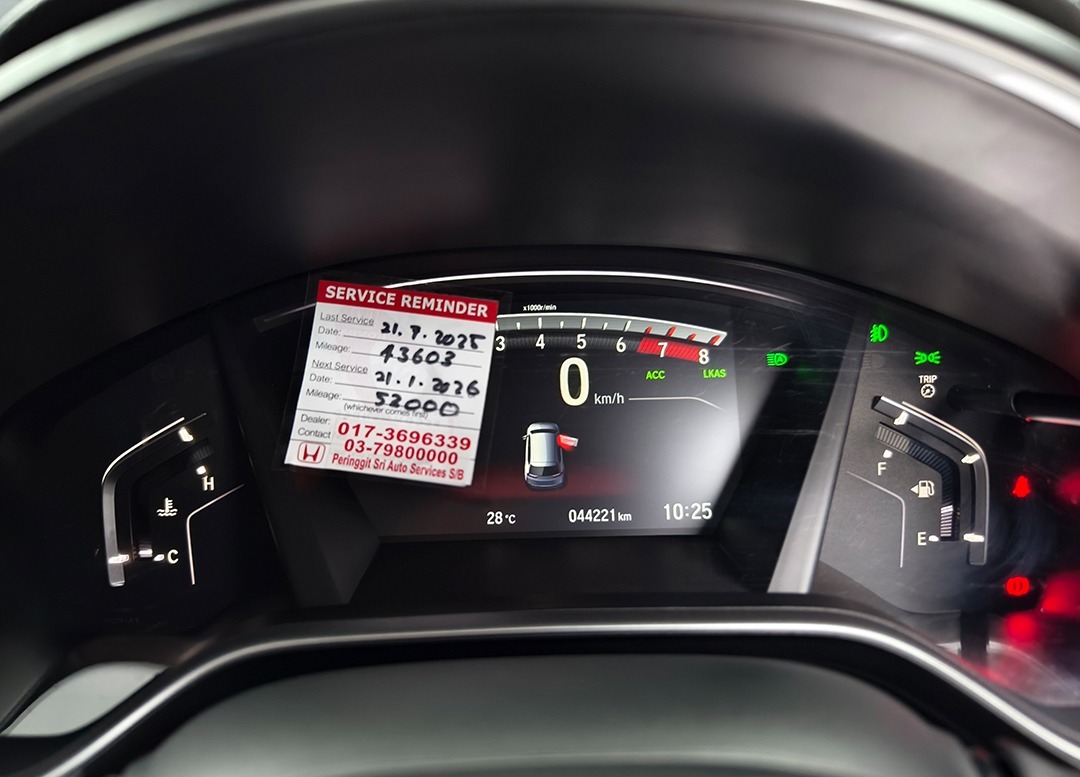 SERVICE REMINDER
Last Service
Date: 21.7.2025
Mileage: 43603
Next Service
Date: 21.1.2026
Mileage: 52000
(whichever comes first)
Dealer:
Contact 017-3696339
03-79800000
Peringgit Sri Auto Services S/B
x1000r/min
3 4 5 6 7 8
ACC LKAS
0 km/h
28°C 044221 km 10:25
H
C
TRIP
F
E